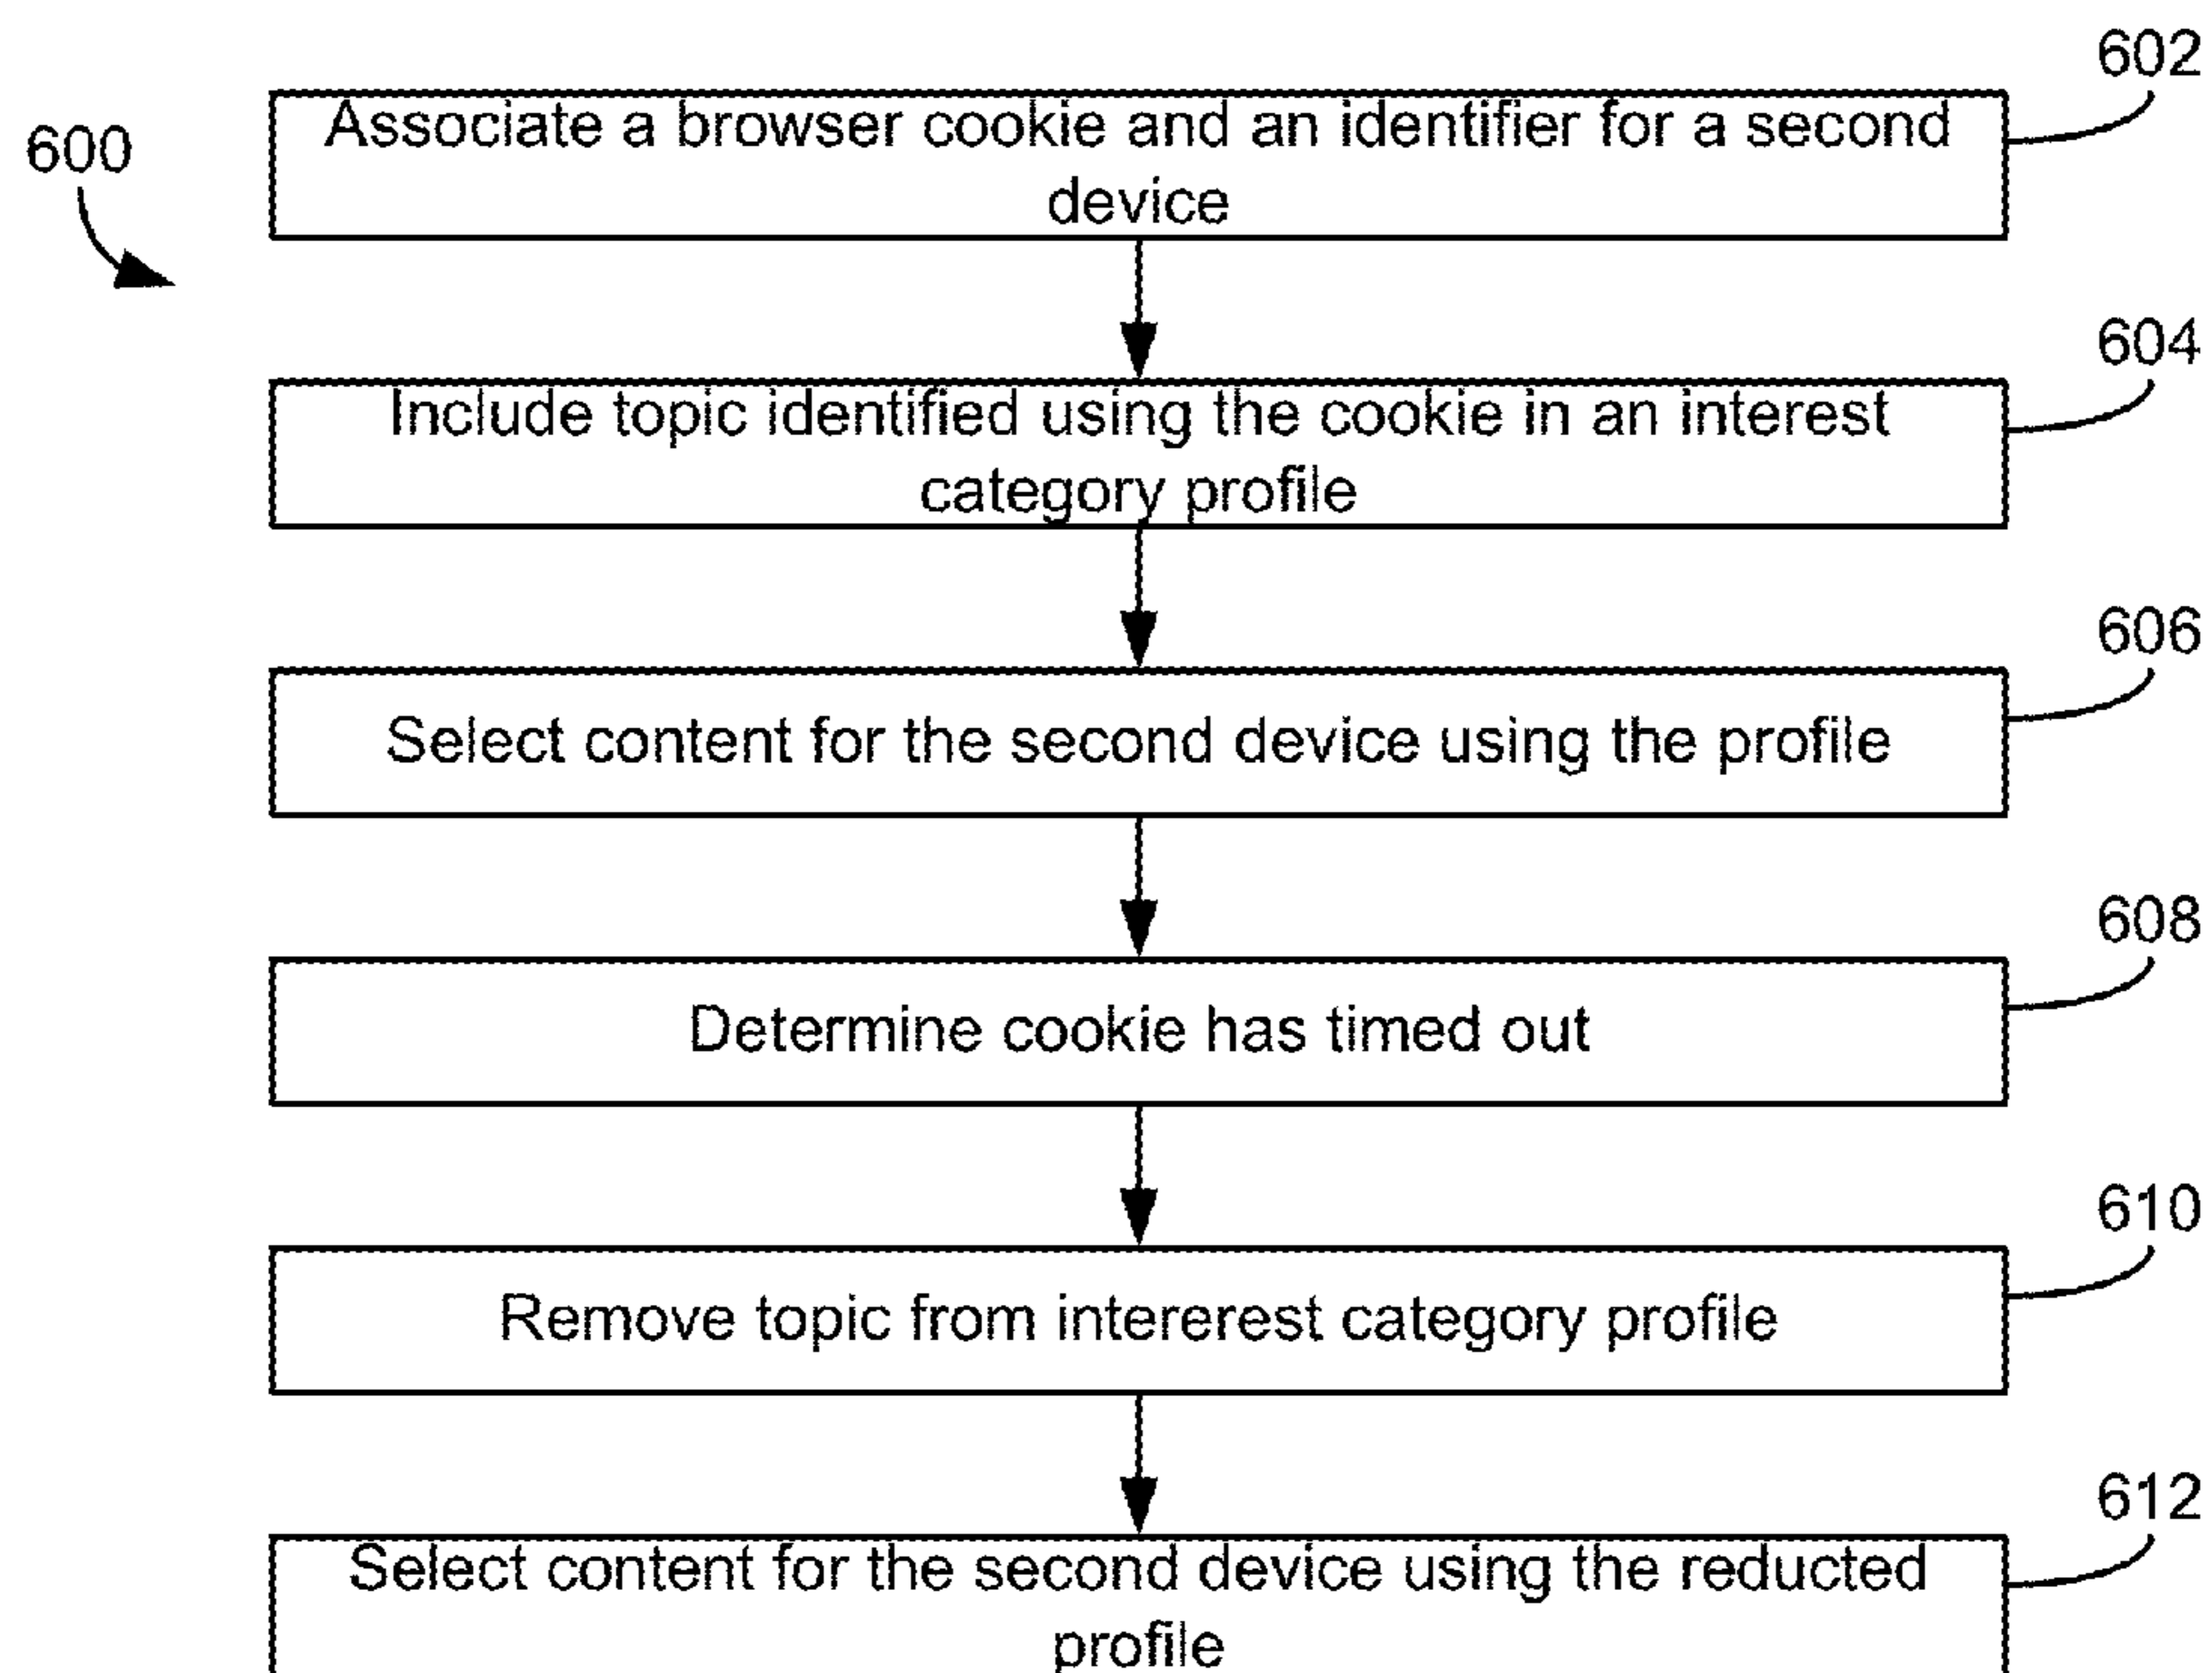 602
600
Associate a browser cookie and an identifier for a second
device
604
Include topic identified using the cookie in an interest
category profile
606
Select content for the second device using the profile
608
Determine cookie has timed out
610
Remove topic from intererest category profile
612
Select content for the second device using the reducted
profile